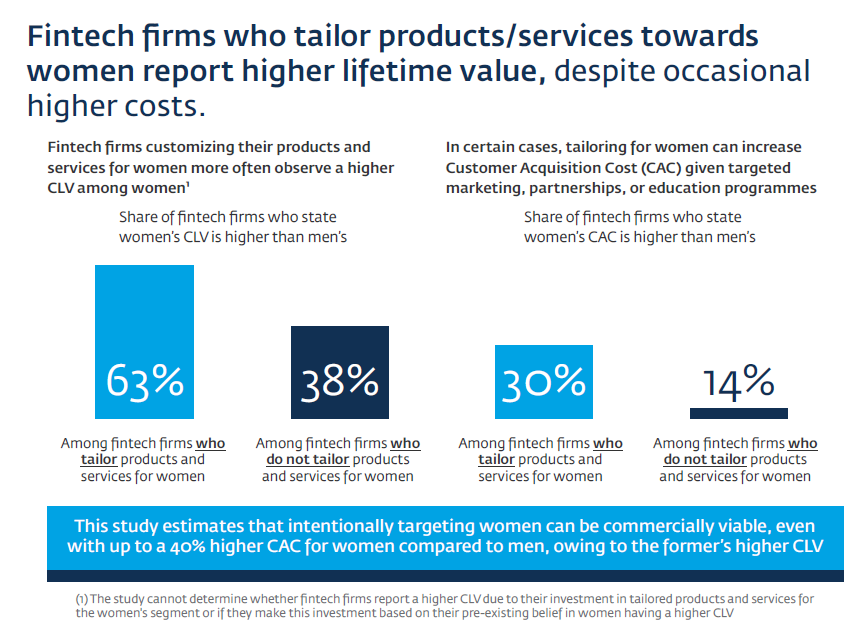 Fintech firms who tailor products/services towards
women report higher lifetime value, despite occasional
higher costs.
Fintech firms customizing their products and
services for women more often observe a higher
CLV among women¹
Share of fintech firms who state
women's CLV is higher than men's
63%
Among fintech firms who
tailor products and
services for women
38%
Among fintech firms who
do not tailor products
and services for women
In certain cases, tailoring for women can increase
Customer Acquisition Cost (CAC) given targeted
marketing, partnerships, or education programmes
Share of fintech firms who state
women's CAC is higher than men's
30%
Among fintech firms who
tailor products and
services for women
14%
Among fintech firms who
do not tailor products
and services for women
This study estimates that intentionally targeting women can be commercially viable, even
with up to a 40% higher CAC for women compared to men, owing to the former's higher CLV
(1) The study cannot determine whether fintech firms report a higher CLV due to their investment in tailored products and services for
the women's segment or if they make this investment based on their pre-existing belief in women having a higher CLV